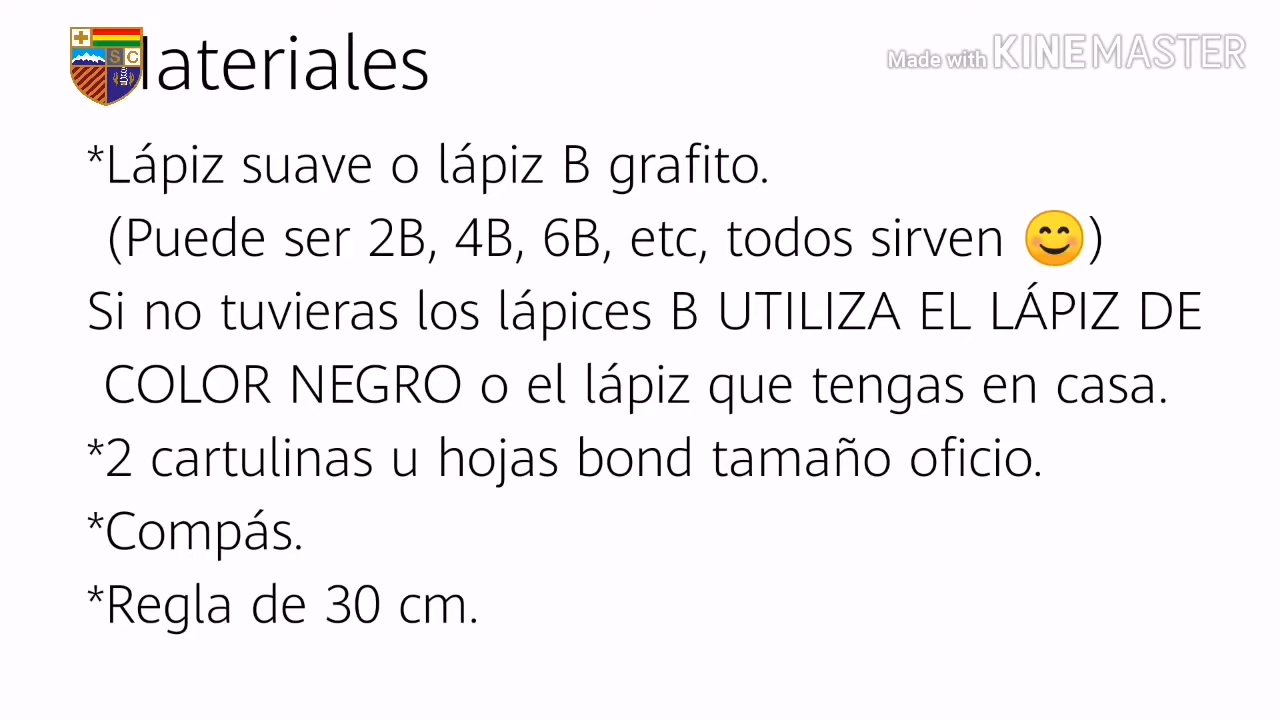 Materiales
Made with KINEMASTER
*Lápiz suave o lápiz B grafito.
(Puede ser 2B, 4B, 6B, etc, todos sirven 😊)
Si no tuvieras los lápices B UTILIZA EL LÁPIZ DE
COLOR NEGRO o el lápiz que tengas en casa.
*2 cartulinas u hojas bond tamaño oficio.
*Compás.
*Regla de 30 cm.